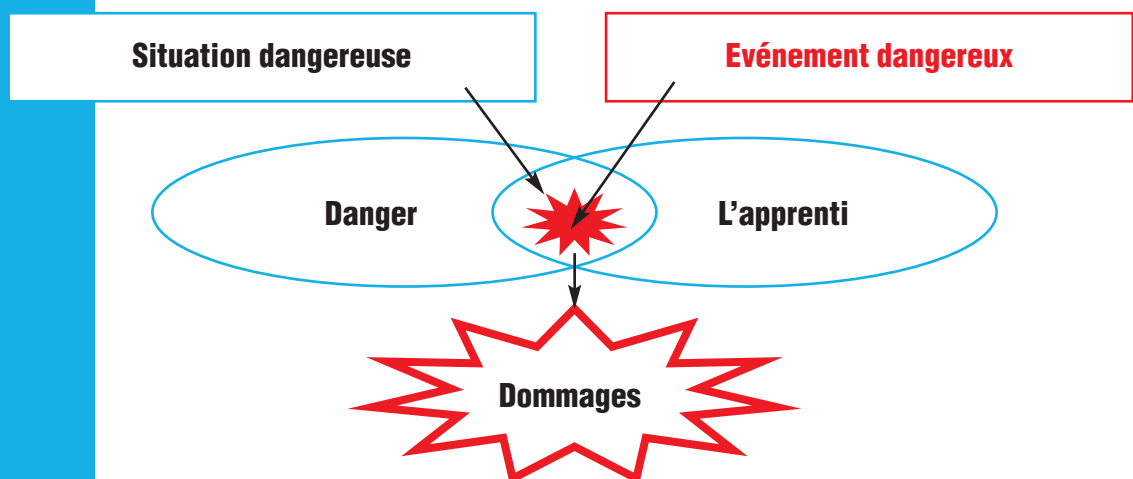 Situation dangereuse
Evénement dangereux
Danger
L'apprenti
Dommages